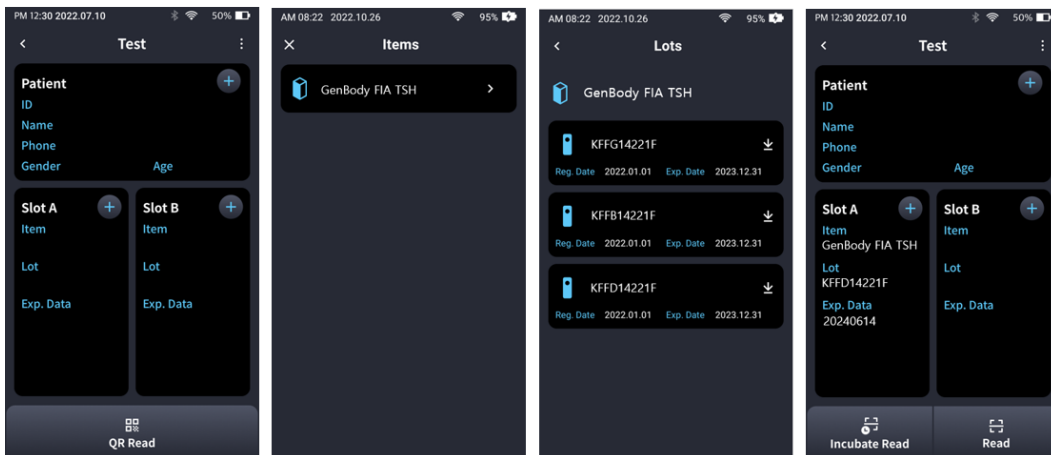 PM 12:30 2022.07.10 50%
Test
Patient
ID
Name
Phone
Gender Age
Slot A Slot B
Item Item
Lot Lot
Exp. Data Exp. Data
QR Read
AM 08:22 2022.10.26 95%
Items
GenBody FIA TSH
AM 08:22 2022.10.26 95%
Lots
GenBody FIA TSH
KFFG14221F
Reg. Date 2022.01.01 Exp. Date 2023.12.31
KFFB14221F
Reg. Date 2022.01.01 Exp. Date 2023.12.31
KFFD14221F
Reg. Date 2022.01.01 Exp. Date 2023.12.31
PM 12:30 2022.07.10 50%
Test
Patient
ID
Name
Phone
Gender Age
Slot A Slot B
Item Item
GenBody FIA TSH
Lot Lot
KFFD14221F
Exp. Data Exp. Data
20240614
Incubate Read Read